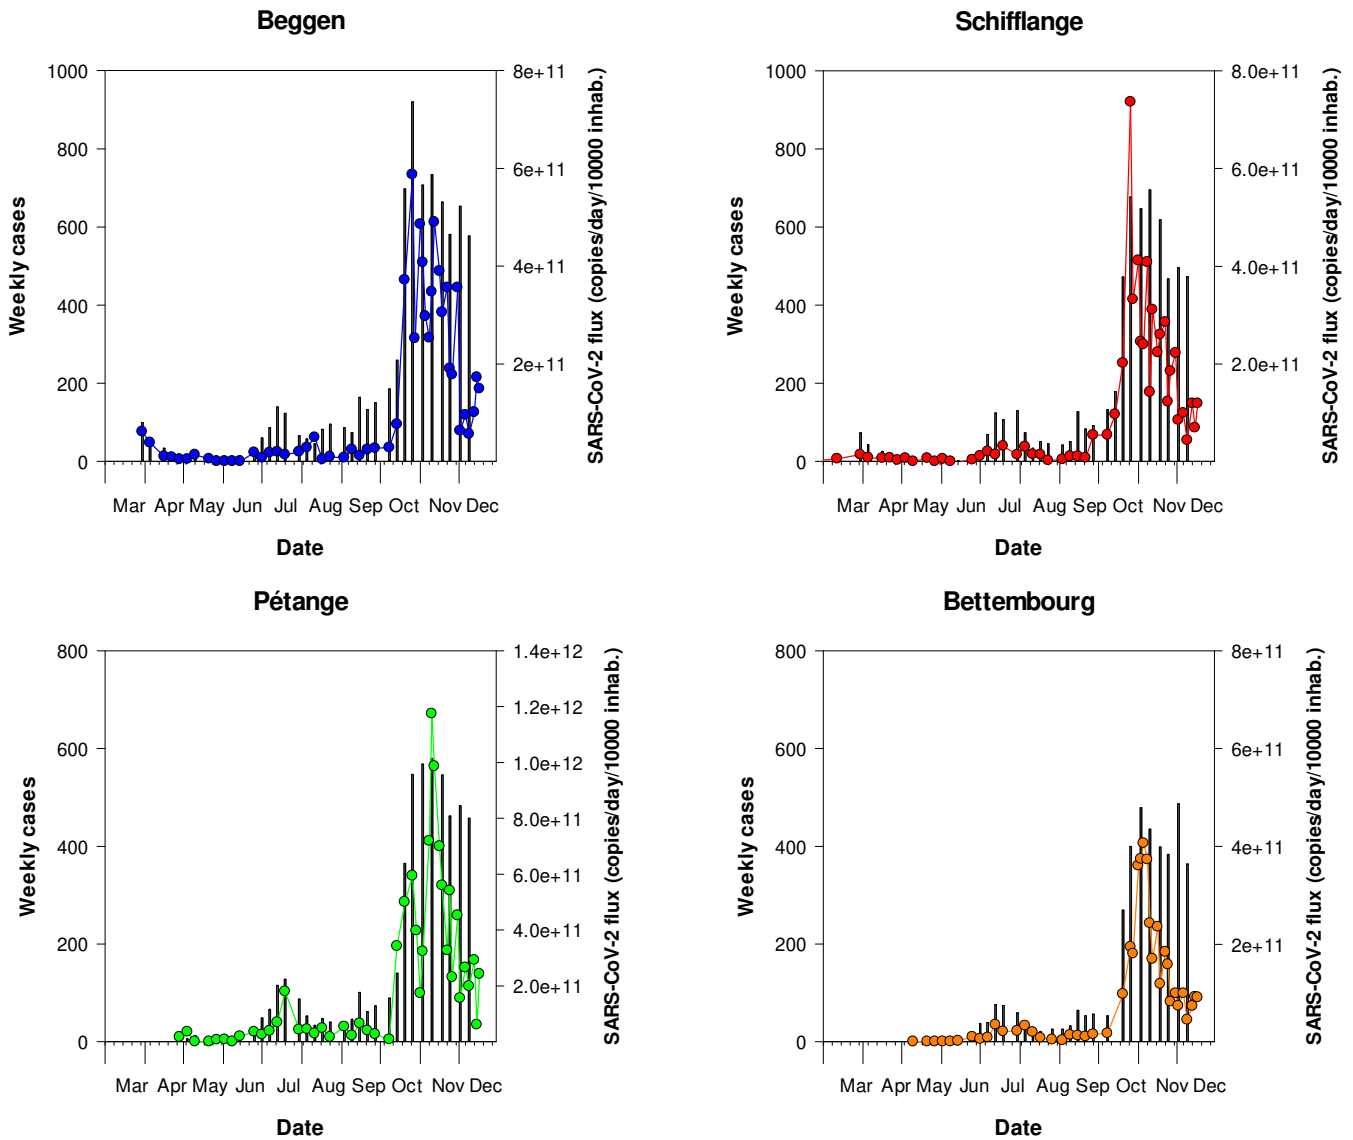 Beggen
1000
800
600
400
200
0
8e+11
6e+11
4e+11
2e+11
Weekly cases
SARS-CoV-2 flux (copies/day/10000 inhab.)
Mar Apr May Jun Jul Aug Sep Oct Nov Dec
Date
Schifflange
1000
800
600
400
200
0
8.0e+11
6.0e+11
4.0e+11
2.0e+11
Weekly cases
SARS-CoV-2 flux (copies/day/10000 inhab.)
Mar Apr May Jun Jul Aug Sep Oct Nov Dec
Date
Pétange
800
600
400
200
0
1.4e+12
1.2e+12
1.0e+12
8.0e+11
6.0e+11
4.0e+11
2.0e+11
Weekly cases
SARS-CoV-2 flux (copies/day/10000 inhab.)
Mar Apr May Jun Jul Aug Sep Oct Nov Dec
Date
Bettembourg
800
600
400
200
0
8e+11
6e+11
4e+11
2e+11
Weekly cases
SARS-CoV-2 flux (copies/day/10000 inhab.)
Mar Apr May Jun Jul Aug Sep Oct Nov Dec
Date